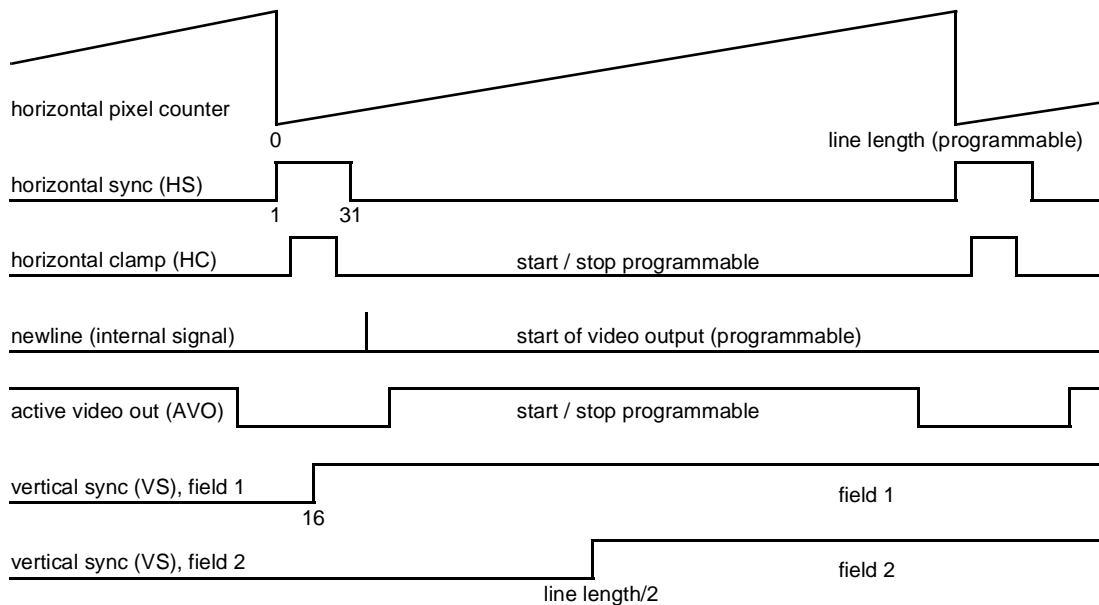 horizontal pixel counter
0
line length (programmable)
horizontal sync (HS)
1
31
horizontal clamp (HC)
start / stop programmable
newline (internal signal)
start of video output (programmable)
active video out (AVO)
start / stop programmable
vertical sync (VS), field 1
field 1
16
vertical sync (VS), field 2
field 2
line length/2